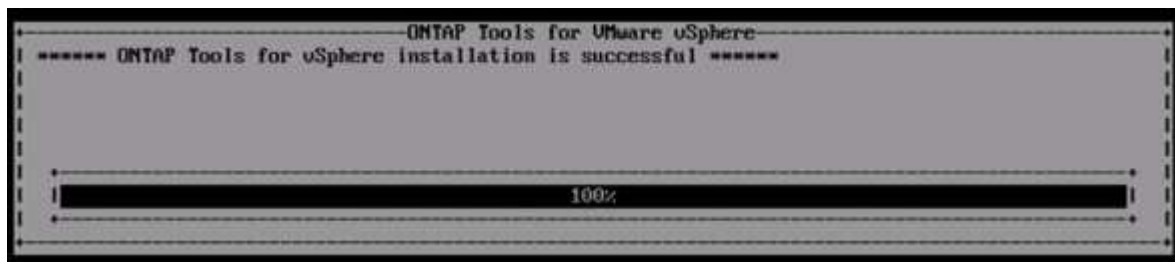 ONTAP Tools for VMware vSphere
====== ONTAP Tools for vSphere installation is successful ======
100%